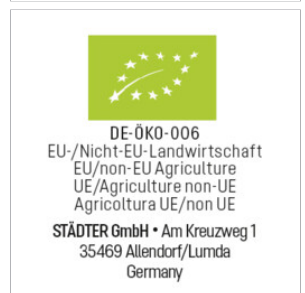 DE-ÖKO-006
EU-/Nicht-EU-Landwirtschaft
EU/non-EU Agriculture
UE/Agriculture non-UE
Agricoltura UE/non UE
STÄDTER GmbH • Am Kreuzweg 1
35469 Allendorf/Lumda
Germany